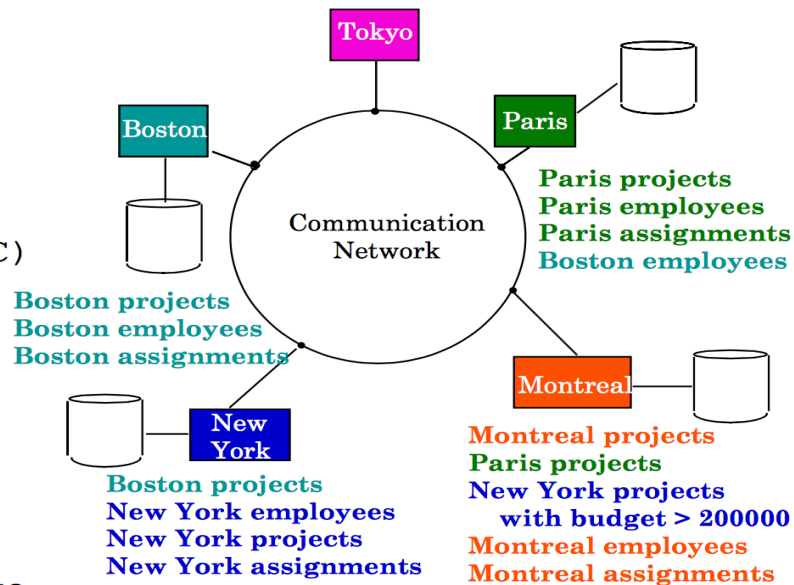 Tokyo
Boston
Paris
Communication
Network
Paris projects
Paris employees
Paris assignments
Boston employees
C)
Boston projects
Boston employees
Boston assignments
New
York
Montreal
Boston projects
New York employees
New York projects
New York assignments
Montreal projects
Paris projects
New York projects
with budget > 200000
Montreal employees
Montreal assignments